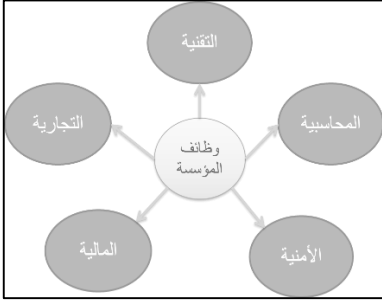 التقنية
المحاسبية
التجارية
وظائف
المؤسسة
الأمنية
المالية